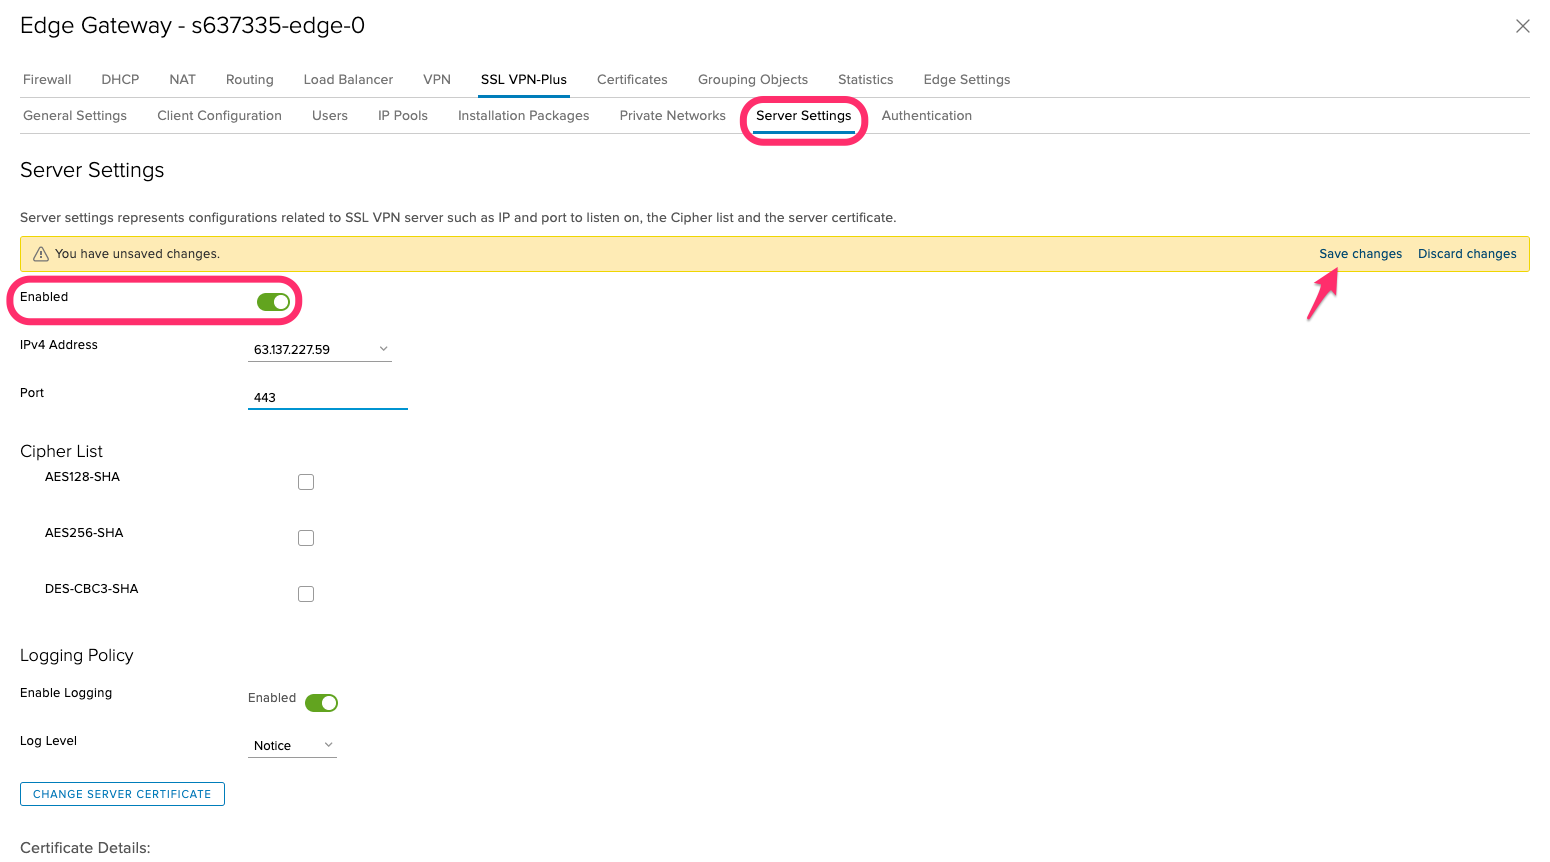 Edge Gateway - s637335-edge-0
Firewall DHCP NAT Routing Load Balancer VPN SSL VPN-Plus Certificates Grouping Objects Statistics Edge Settings
General Settings Client Configuration Users IP Pools Installation Packages Private Networks Server Settings Authentication
Server Settings
Server settings represents configurations related to SSL VPN server such as IP and port to listen on, the Cipher list and the server certificate.
You have unsaved changes. Save changes Discard changes
Enabled
IPv4 Address 63.137.227.59
Port 443
Cipher List
AES128-SHA
AES256-SHA
DES-CBC3-SHA
Logging Policy
Enable Logging Enabled
Log Level Notice
CHANGE SERVER CERTIFICATE
Certificate Details: